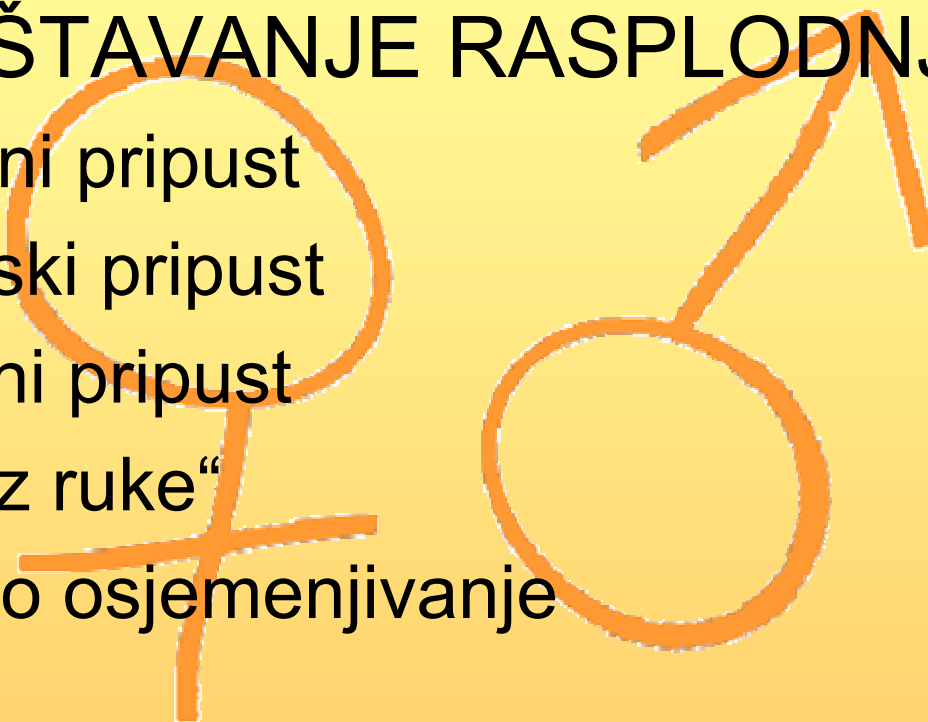 ŠTAVANJE RASPLODNJ
ni pripust
ski pripust
ni pripust
z ruke“
o osjemenjivanje